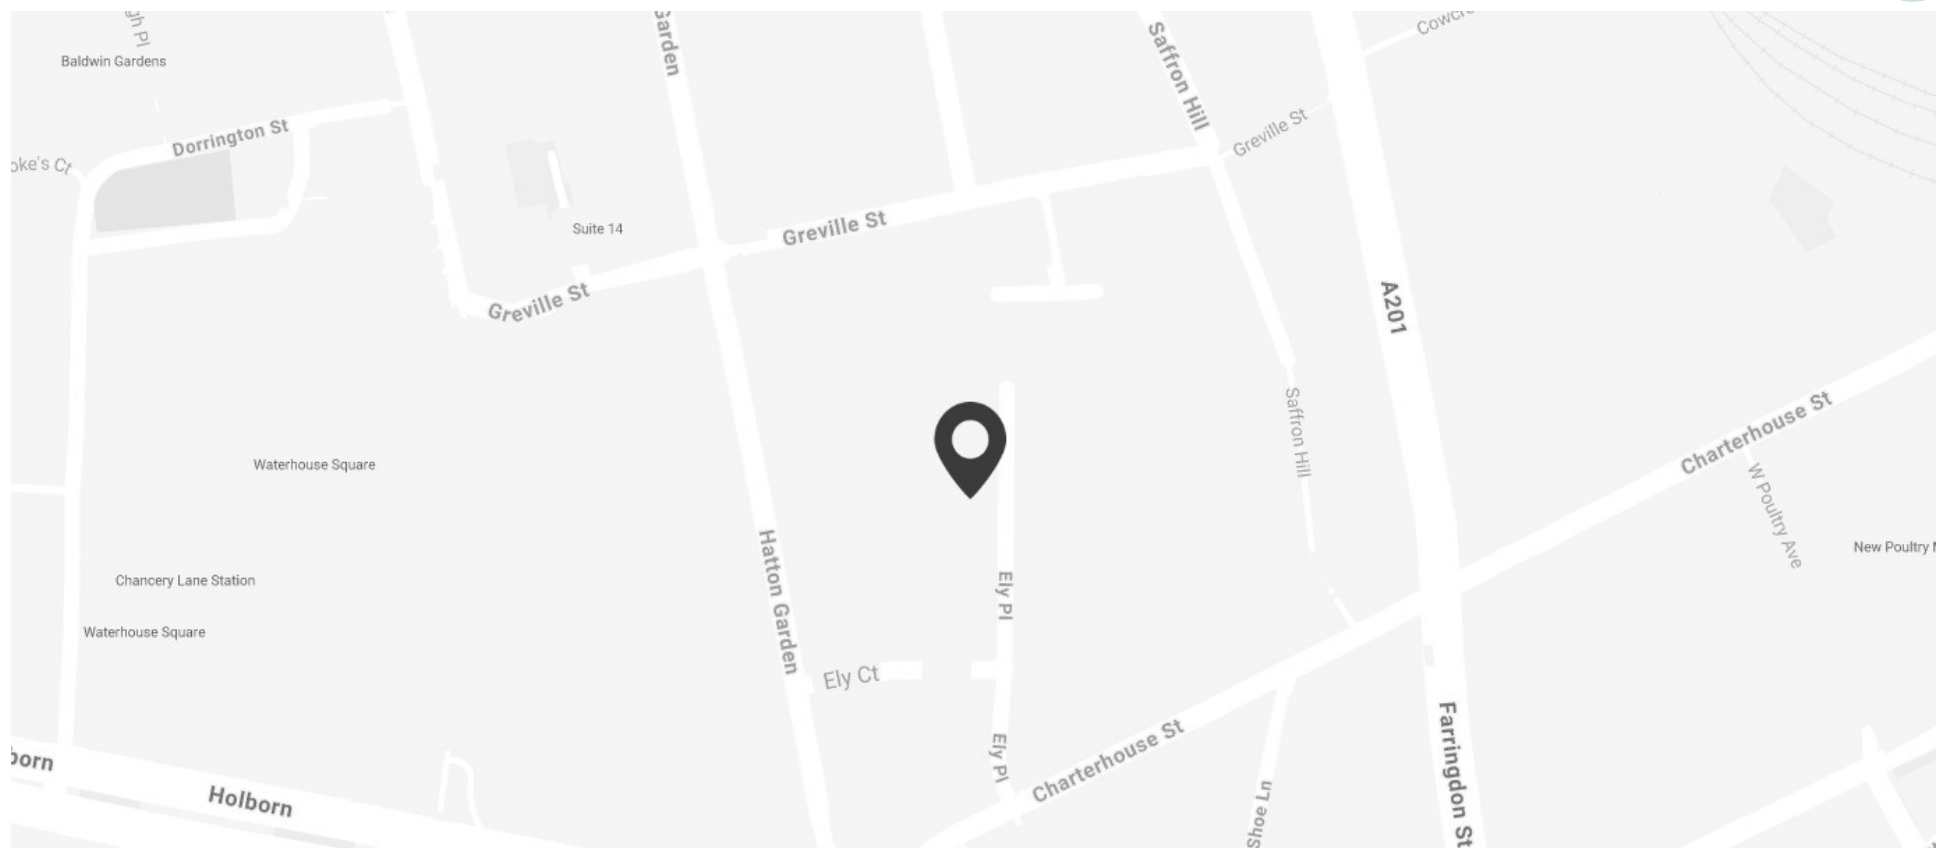 gh Pl
Garden
Saffron Hill
Cowcr
Baldwin Gardens
Dorrington St
Greville St
oke's Ct
Suite 14
Greville St
Greville St
A201
Saffron Hill
Charterhouse St
Waterhouse Square
W Poultry Ave
Hatton Garden
New Poultry
Chancery Lane Station
Ely Pl
Waterhouse Square
Ely Ct
Farringdon St
Ely Pl
Charterhouse St
born
Holborn
Shoe Ln